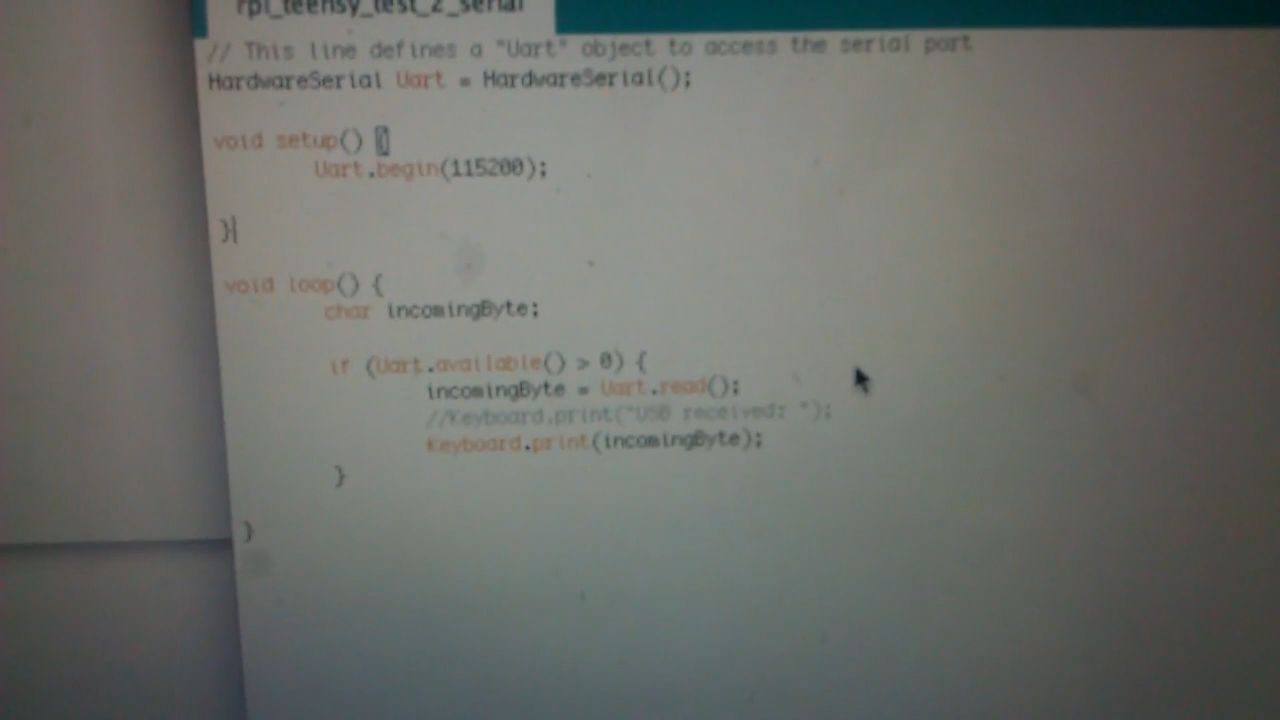 rpi_teensy_test_2_serial
// This line defines a "Uart" object to access the serial port
HardwareSerial Uart = HardwareSerial();
void setup() {
Uart.begin(115200);
}
void loop() {
char incomingByte;
if (Uart.available() > 0) {
incomingByte = Uart.read();
//Keyboard.print("USB received: ");
Keyboard.print(incomingByte);
}
}